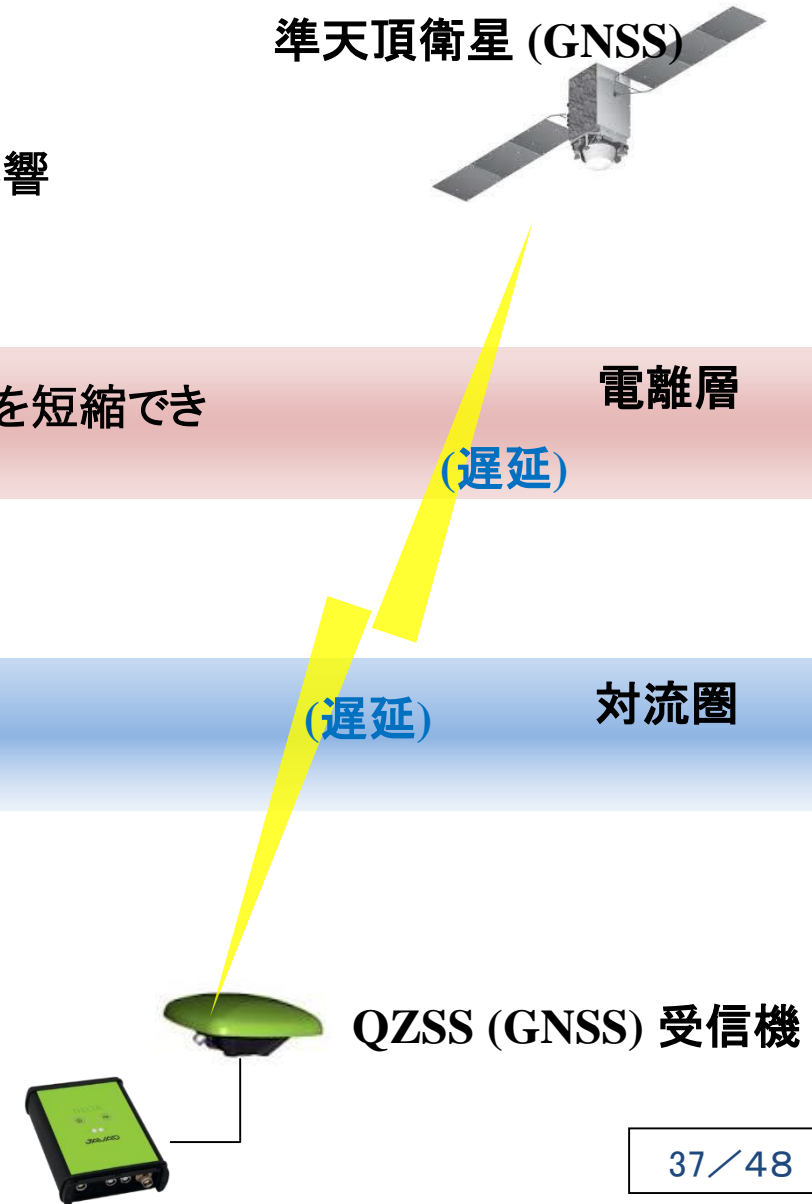 準天頂衛星 (GNSS)
響
を短縮でき
電離層
(遅延)
(遅延)
対流圏
QZSS (GNSS) 受信機
JAVAD
37／48